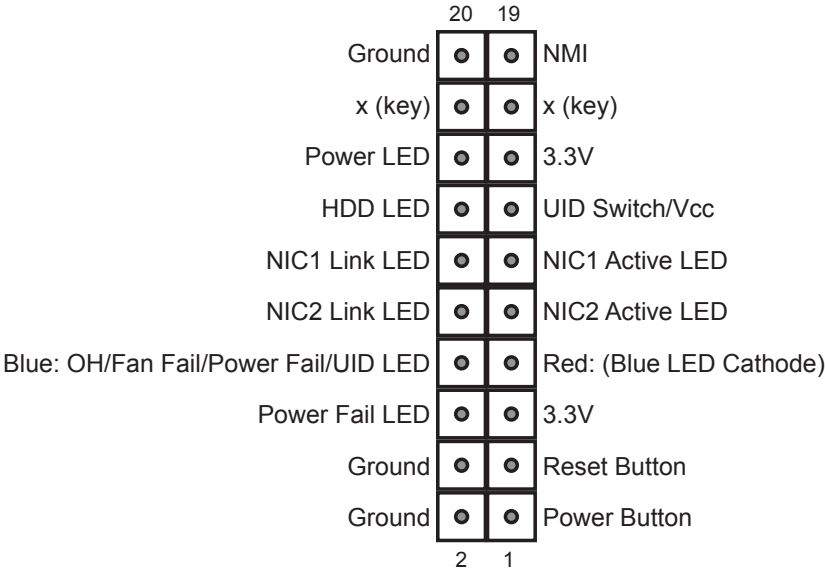 20 19
Ground NMI
x (key) x (key)
Power LED 3.3V
HDD LED UID Switch/Vcc
NIC1 Link LED NIC1 Active LED
NIC2 Link LED NIC2 Active LED
Blue: OH/Fan Fail/Power Fail/UID LED Red: (Blue LED Cathode)
Power Fail LED 3.3V
Ground Reset Button
Ground Power Button
2 1